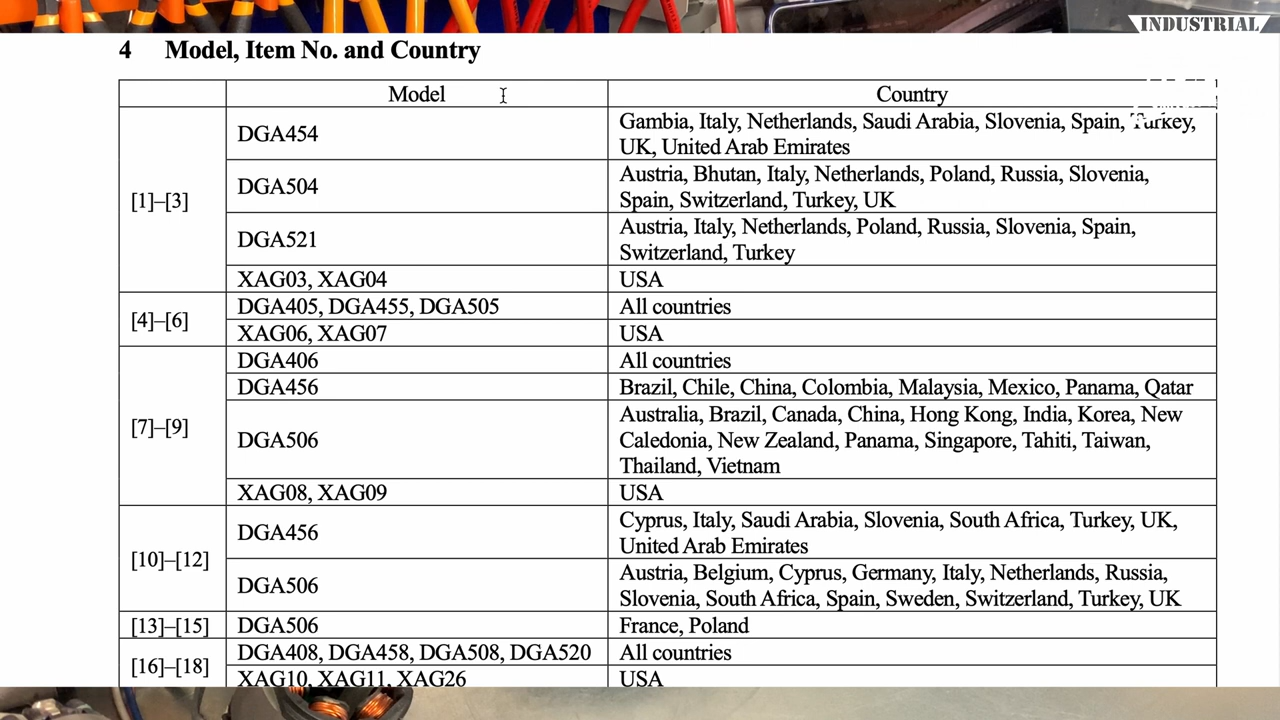 INDUSTRIAL
4 Model, Item No. and Country
Model Country
[1]–[3]
DGA454
Gambia, Italy, Netherlands, Saudi Arabia, Slovenia, Spain, Turkey,
UK, United Arab Emirates
DGA504
Austria, Bhutan, Italy, Netherlands, Poland, Russia, Slovenia,
Spain, Switzerland, Turkey, UK
DGA521
Austria, Italy, Netherlands, Poland, Russia, Slovenia, Spain,
Switzerland, Turkey
XAG03, XAG04 USA
[4]–[6]
DGA405, DGA455, DGA505 All countries
XAG06, XAG07 USA
[7]–[9]
DGA406 All countries
DGA456 Brazil, Chile, China, Colombia, Malaysia, Mexico, Panama, Qatar
DGA506
Australia, Brazil, Canada, China, Hong Kong, India, Korea, New
Caledonia, New Zealand, Panama, Singapore, Tahiti, Taiwan,
Thailand, Vietnam
XAG08, XAG09 USA
[10]–[12]
DGA456
Cyprus, Italy, Saudi Arabia, Slovenia, South Africa, Turkey, UK,
United Arab Emirates
DGA506
Austria, Belgium, Cyprus, Germany, Italy, Netherlands, Russia,
Slovenia, South Africa, Spain, Sweden, Switzerland, Turkey, UK
[13]–[15] DGA506 France, Poland
[16]–[18]
DGA408, DGA458, DGA508, DGA520 All countries
XAG10, XAG11, XAG26 USA